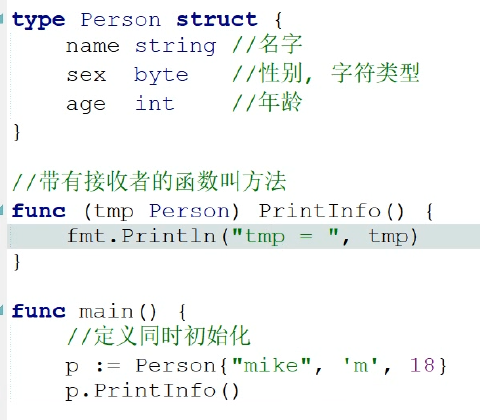 type Person struct {
name string //名字
sex byte //性别, 字符类型
age int //年龄
}
//带有接收者的函数叫方法
func (tmp Person) PrintInfo() {
fmt.Println("tmp = ", tmp)
}
func main() {
//定义同时初始化
p := Person{"mike", 'm', 18}
p.PrintInfo()